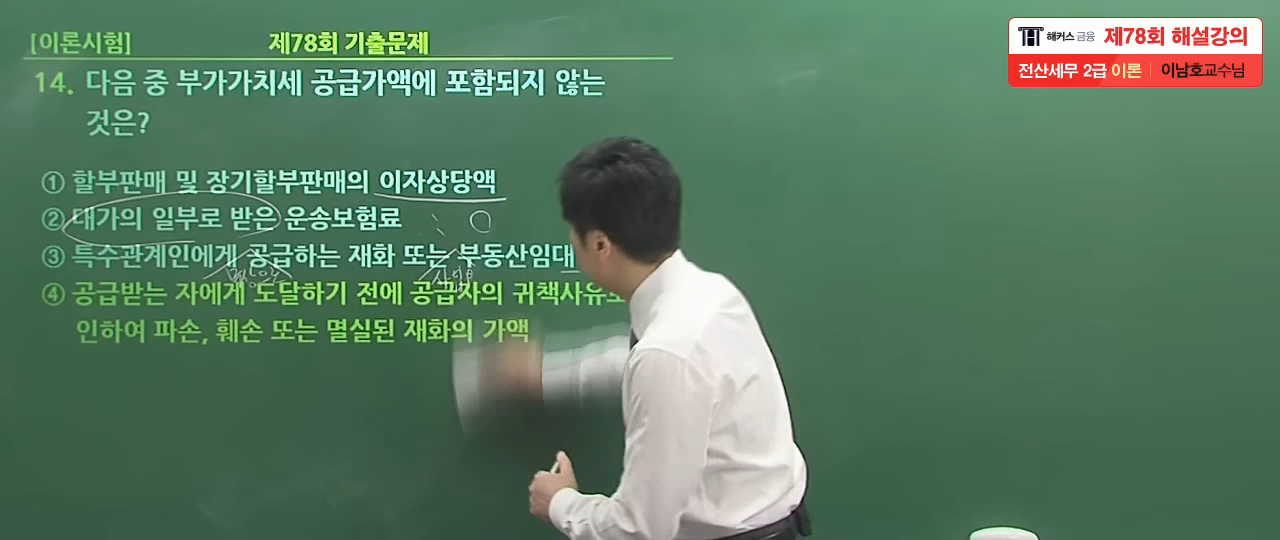 [이론시험] 제78회 기출문제
14. 다음 중 부가가치세 공급가액에 포함되지 않는
것은?
① 할부판매 및 장기할부판매의 이자상당액
② 대가의 일부로 받은 운송보험료
③ 특수관계인에게 공급하는 재화 또는 부동산임대
④ 공급받는 자에게 도달하기 전에 공급자의 귀책사유로
인하여 파손, 훼손 또는 멸실된 재화의 가액
해커스 금융 제78회 해설강의
전산세무 2급 이론 | 이남호교수님